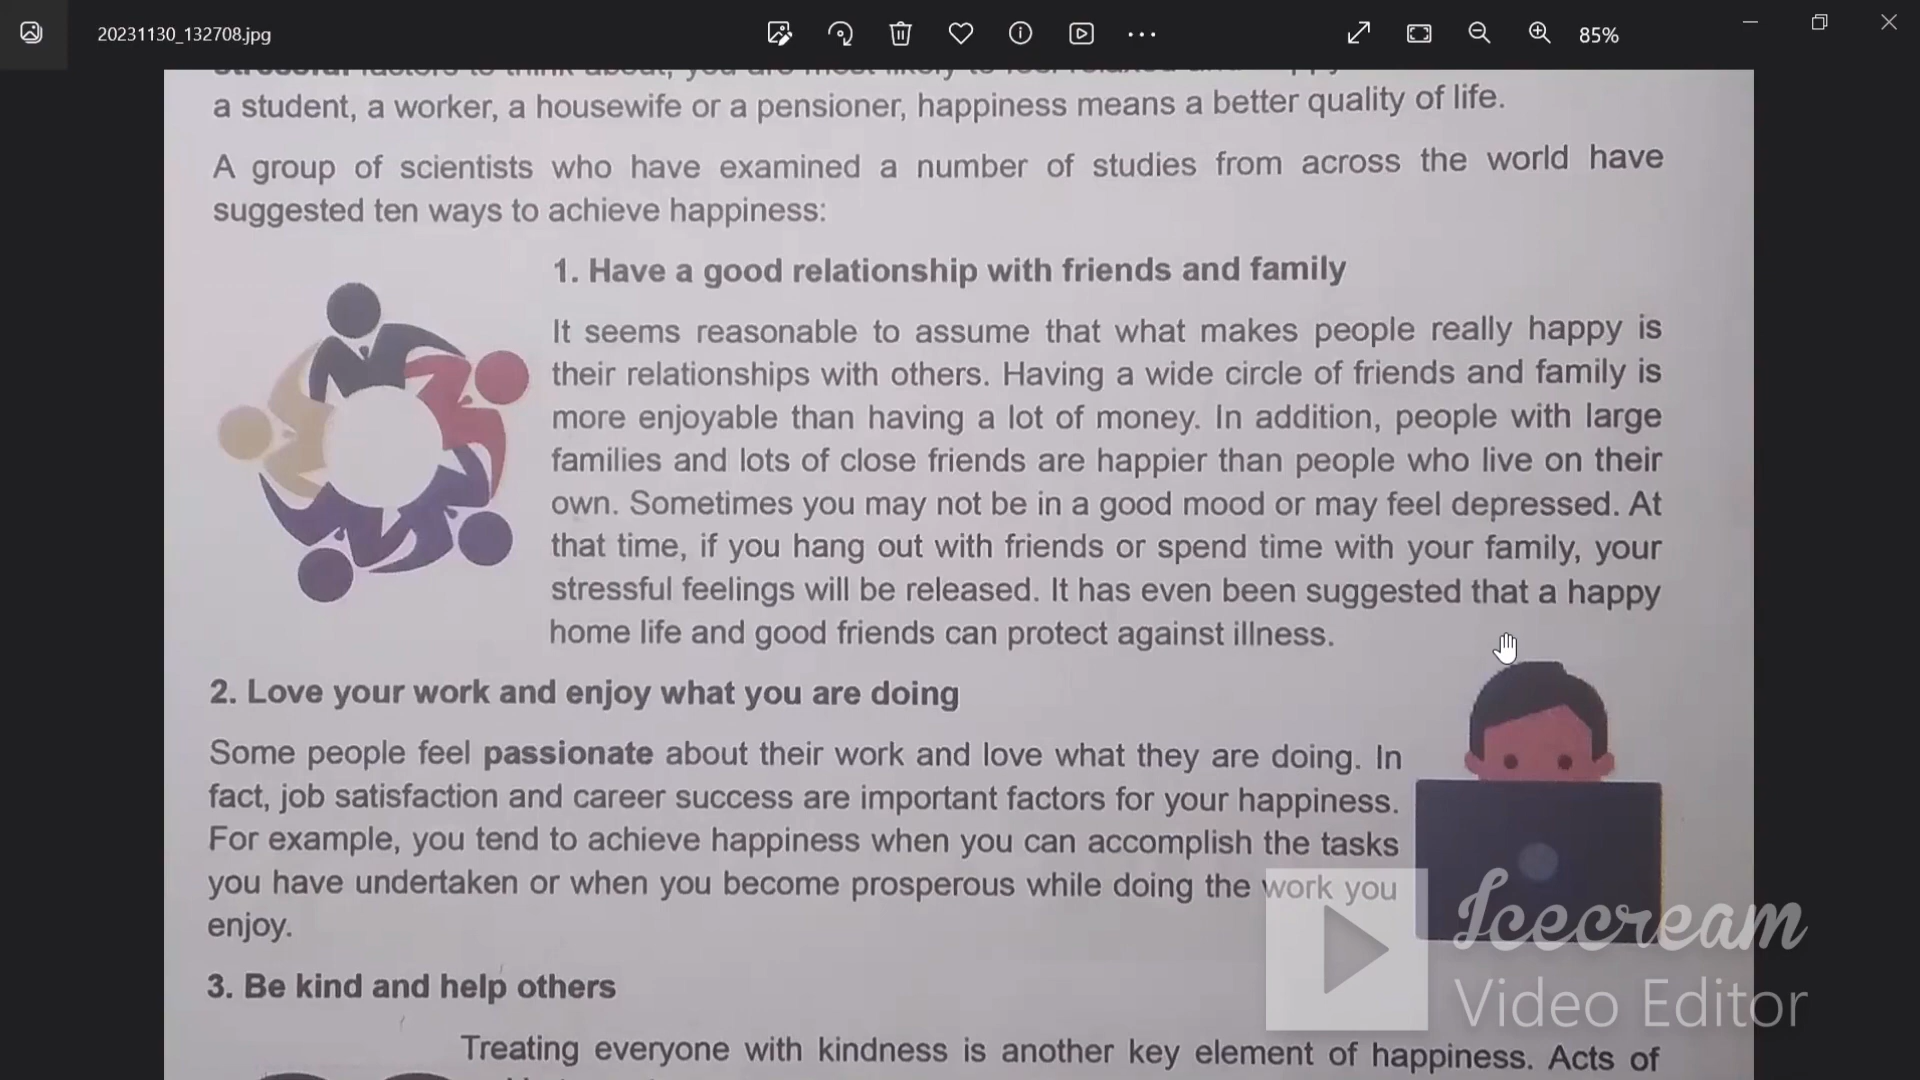 20231130_132708.jpg
85%
a student, a worker, a housewife or a pensioner, happiness means a better quality of life.
A group of scientists who have examined a number of studies from across the world have
suggested ten ways to achieve happiness:
1. Have a good relationship with friends and family
It seems reasonable to assume that what makes people really happy is
their relationships with others. Having a wide circle of friends and family is
more enjoyable than having a lot of money. In addition, people with large
families and lots of close friends are happier than people who live on their
own. Sometimes you may not be in a good mood or may feel depressed. At
that time, if you hang out with friends or spend time with your family, your
stressful feelings will be released. It has even been suggested that a happy
home life and good friends can protect against illness.
2. Love your work and enjoy what you are doing
Some people feel passionate about their work and love what they are doing. In
fact, job satisfaction and career success are important factors for your happiness.
For example, you tend to achieve happiness when you can accomplish the tasks
you have undertaken or when you become prosperous while doing the work you
enjoy.
3. Be kind and help others
Treating everyone with kindness is another key element of happiness. Acts of
Icecream
Video Editor